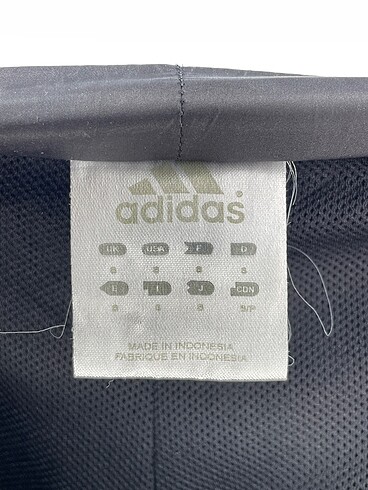 adidas
UK USA F D
S S S S
E I J CDN
S S S S/P
MADE IN INDONESIA
FABRIQUE EN INDONESIE